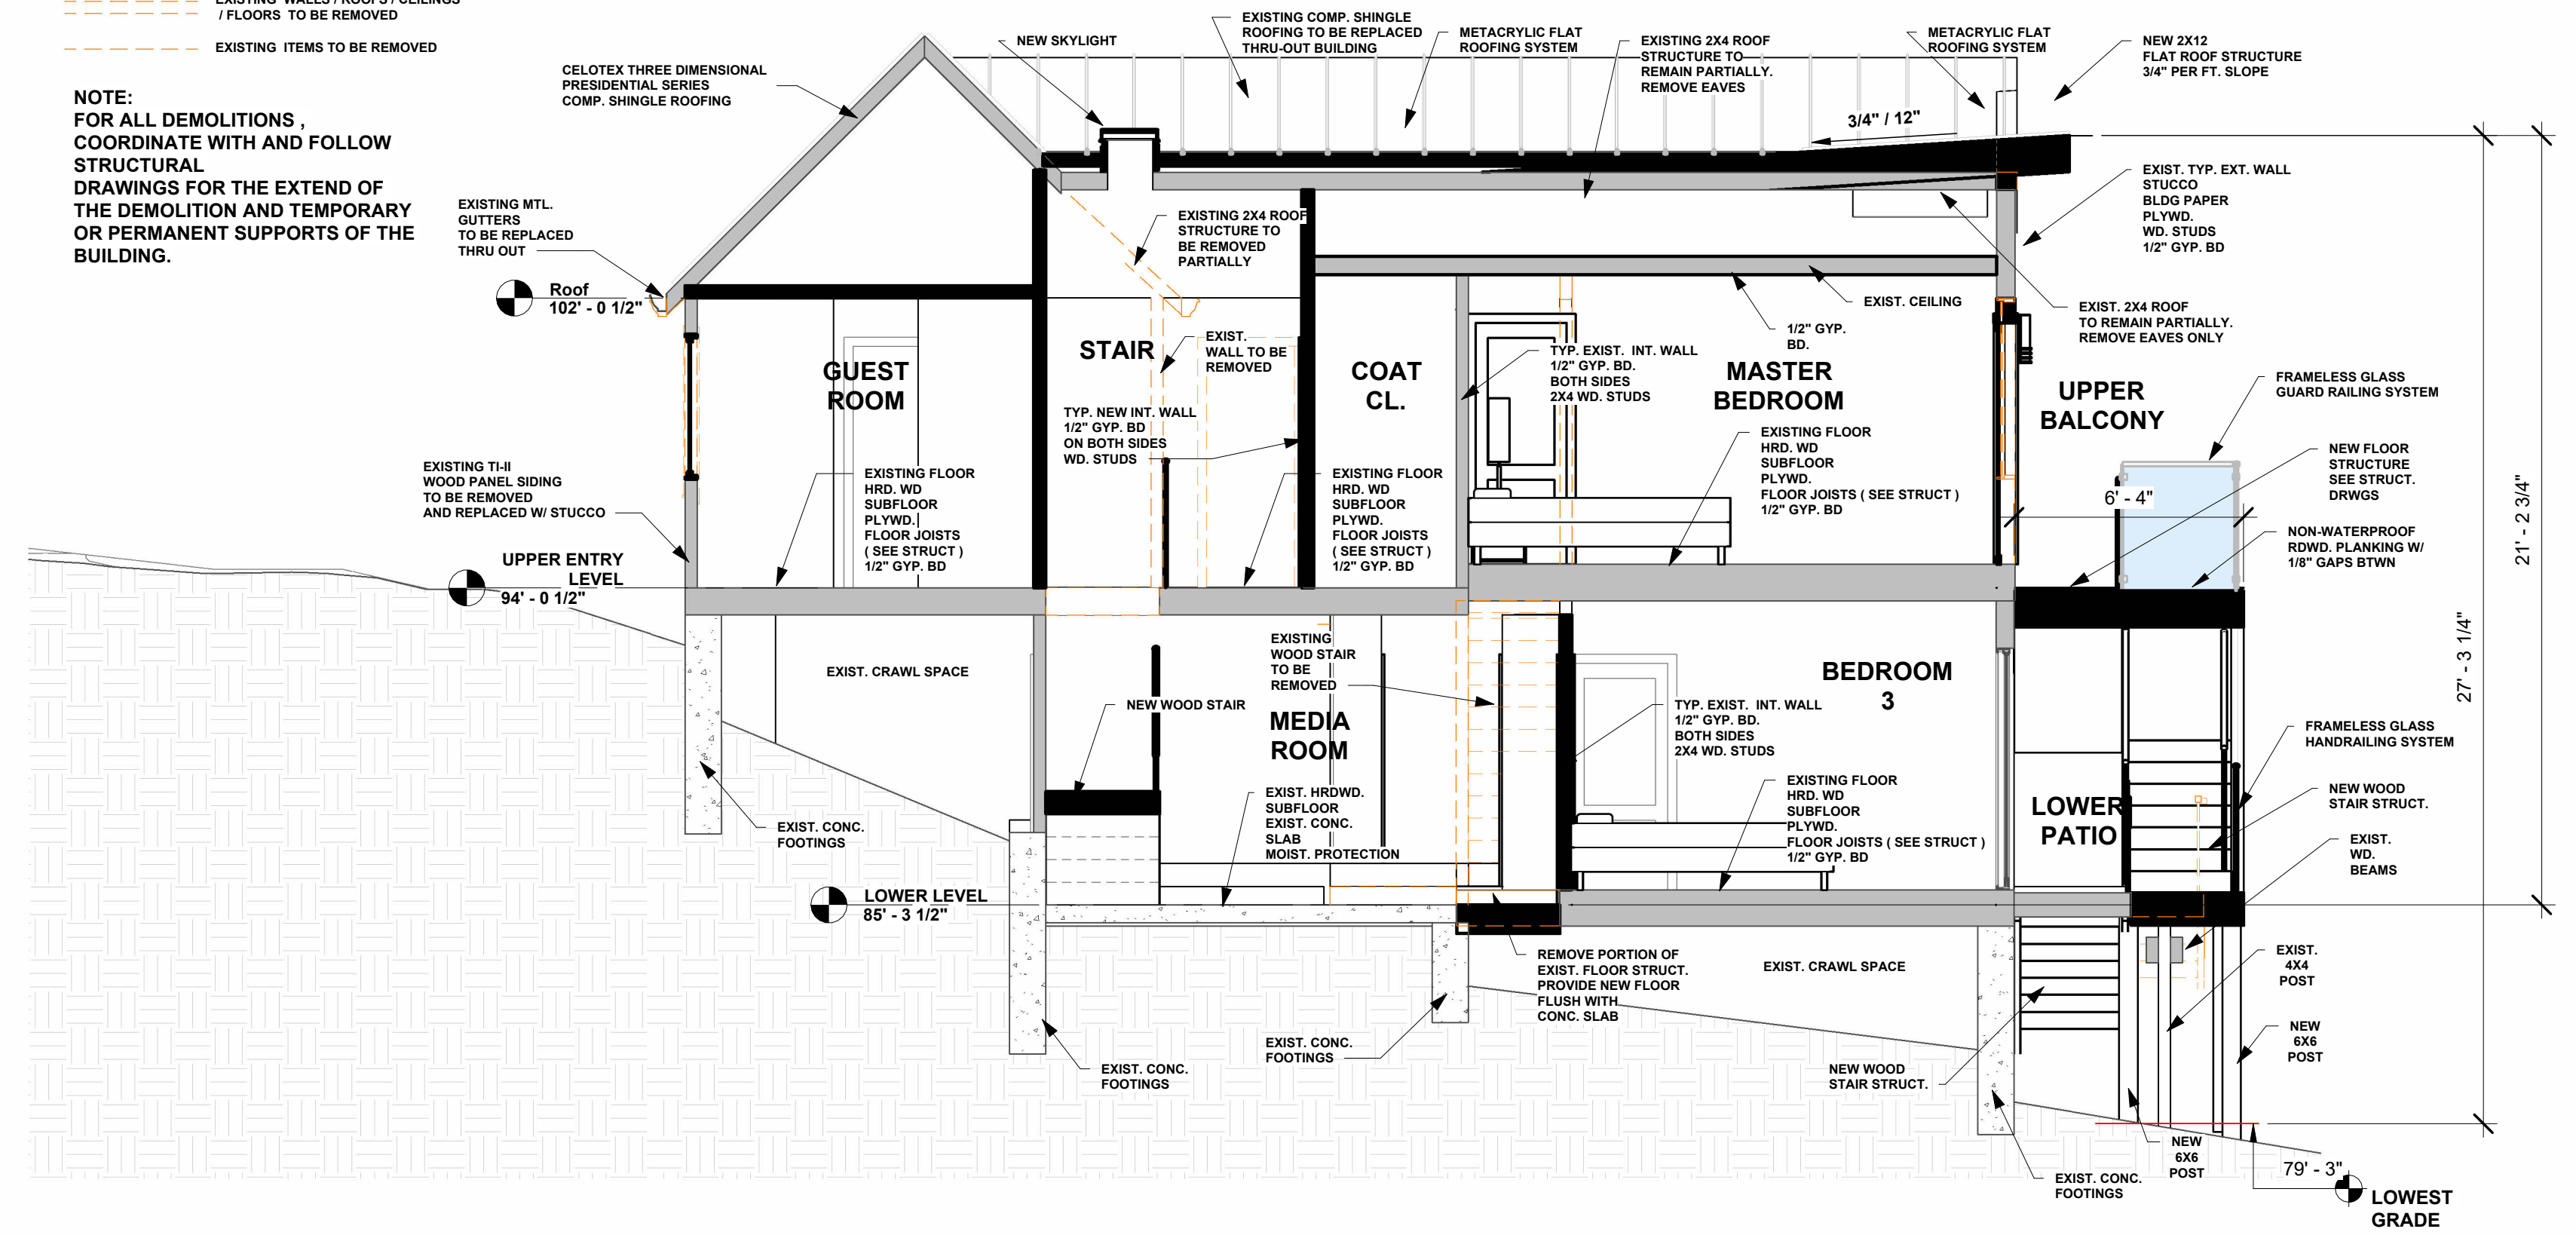 EXISTING WALLS / ROOFS / CEILINGS
/ FLOORS TO BE REMOVED
EXISTING ITEMS TO BE REMOVED
NOTE:
FOR ALL DEMOLITIONS ,
COORDINATE WITH AND FOLLOW
STRUCTURAL
DRAWINGS FOR THE EXTEND OF
THE DEMOLITION AND TEMPORARY
OR PERMANENT SUPPORTS OF THE
BUILDING.
CELOTEX THREE DIMENSIONAL
PRESIDENTIAL SERIES
COMP. SHINGLE ROOFING
NEW SKYLIGHT
EXISTING COMP. SHINGLE
ROOFING TO BE REPLACED
THRU-OUT BUILDING
METACRYLIC FLAT
ROOFING SYSTEM
EXISTING 2X4 ROOF
STRUCTURE TO
REMAIN PARTIALLY.
REMOVE EAVES
METACRYLIC FLAT
ROOFING SYSTEM
NEW 2X12
FLAT ROOF STRUCTURE
3/4" PER FT. SLOPE
3/4" / 12"
EXISTING MTL.
GUTTERS
TO BE REPLACED
THRU OUT
Roof
102' - 0 1/2"
EXISTING 2X4 ROOF
STRUCTURE TO
BE REMOVED
PARTIALLY
EXIST. TYP. EXT. WALL
STUCCO
BLDG PAPER
PLYWD.
WD. STUDS
1/2" GYP. BD
EXIST. CEILING
1/2" GYP.
BD.
EXIST. 2X4 ROOF
TO REMAIN PARTIALLY.
REMOVE EAVES ONLY
GUEST
ROOM
STAIR
EXIST.
WALL TO BE
REMOVED
COAT
CL.
TYP. EXIST. INT. WALL
1/2" GYP. BD.
BOTH SIDES
2X4 WD. STUDS
MASTER
BEDROOM
UPPER
BALCONY
FRAMELESS GLASS
GUARD RAILING SYSTEM
TYP. NEW INT. WALL
1/2" GYP. BD
ON BOTH SIDES
WD. STUDS
EXISTING TI-II
WOOD PANEL SIDING
TO BE REMOVED
AND REPLACED W/ STUCCO
EXISTING FLOOR
HRD. WD
SUBFLOOR
PLYWD.
FLOOR JOISTS
( SEE STRUCT )
1/2" GYP. BD
EXISTING FLOOR
HRD. WD
SUBFLOOR
PLYWD.
FLOOR JOISTS
( SEE STRUCT )
1/2" GYP. BD
EXISTING FLOOR
HRD. WD
SUBFLOOR
PLYWD.
FLOOR JOISTS ( SEE STRUCT )
1/2" GYP. BD
NEW FLOOR
STRUCTURE
SEE STRUCT.
DRWGS
6' - 4"
NON-WATERPROOF
RDWD. PLANKING W/
1/8" GAPS BTWN
21' - 2 3/4"
27' - 3 1/4"
UPPER ENTRY
LEVEL
94' - 0 1/2"
EXIST. CRAWL SPACE
EXISTING
WOOD STAIR
TO BE
REMOVED
NEW WOOD STAIR
MEDIA
ROOM
BEDROOM
3
TYP. EXIST. INT. WALL
1/2" GYP. BD.
BOTH SIDES
2X4 WD. STUDS
FRAMELESS GLASS
HANDRAILING SYSTEM
EXIST. CONC.
FOOTINGS
EXIST. HRDWD.
SUBFLOOR
EXIST. CONC.
SLAB
MOIST. PROTECTION
EXISTING FLOOR
HRD. WD
SUBFLOOR
PLYWD.
FLOOR JOISTS ( SEE STRUCT )
1/2" GYP. BD
LOWER
PATIO
NEW WOOD
STAIR STRUCT.
EXIST.
WD.
BEAMS
LOWER LEVEL
85' - 3 1/2"
REMOVE PORTION OF
EXIST. FLOOR STRUCT.
PROVIDE NEW FLOOR
FLUSH WITH
CONC. SLAB
EXIST. CRAWL SPACE
EXIST.
4X4
POST
NEW
6X6
POST
EXIST. CONC.
FOOTINGS
EXIST. CONC.
FOOTINGS
NEW WOOD
STAIR STRUCT.
NEW
6X6
POST
EXIST. CONC.
FOOTINGS
79' - 3"
LOWEST
GRADE